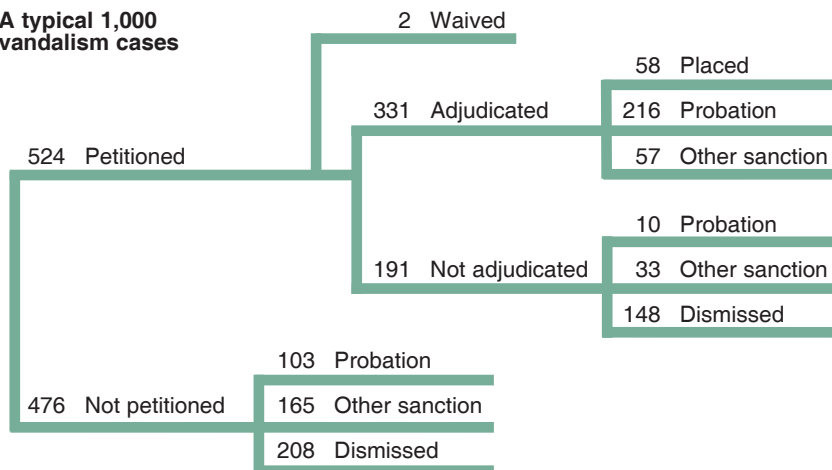 A typical 1,000
vandalism cases
2 Waived
58 Placed
331 Adjudicated
216 Probation
524 Petitioned
57 Other sanction
10 Probation
191 Not adjudicated
33 Other sanction
148 Dismissed
103 Probation
476 Not petitioned
165 Other sanction
208 Dismissed